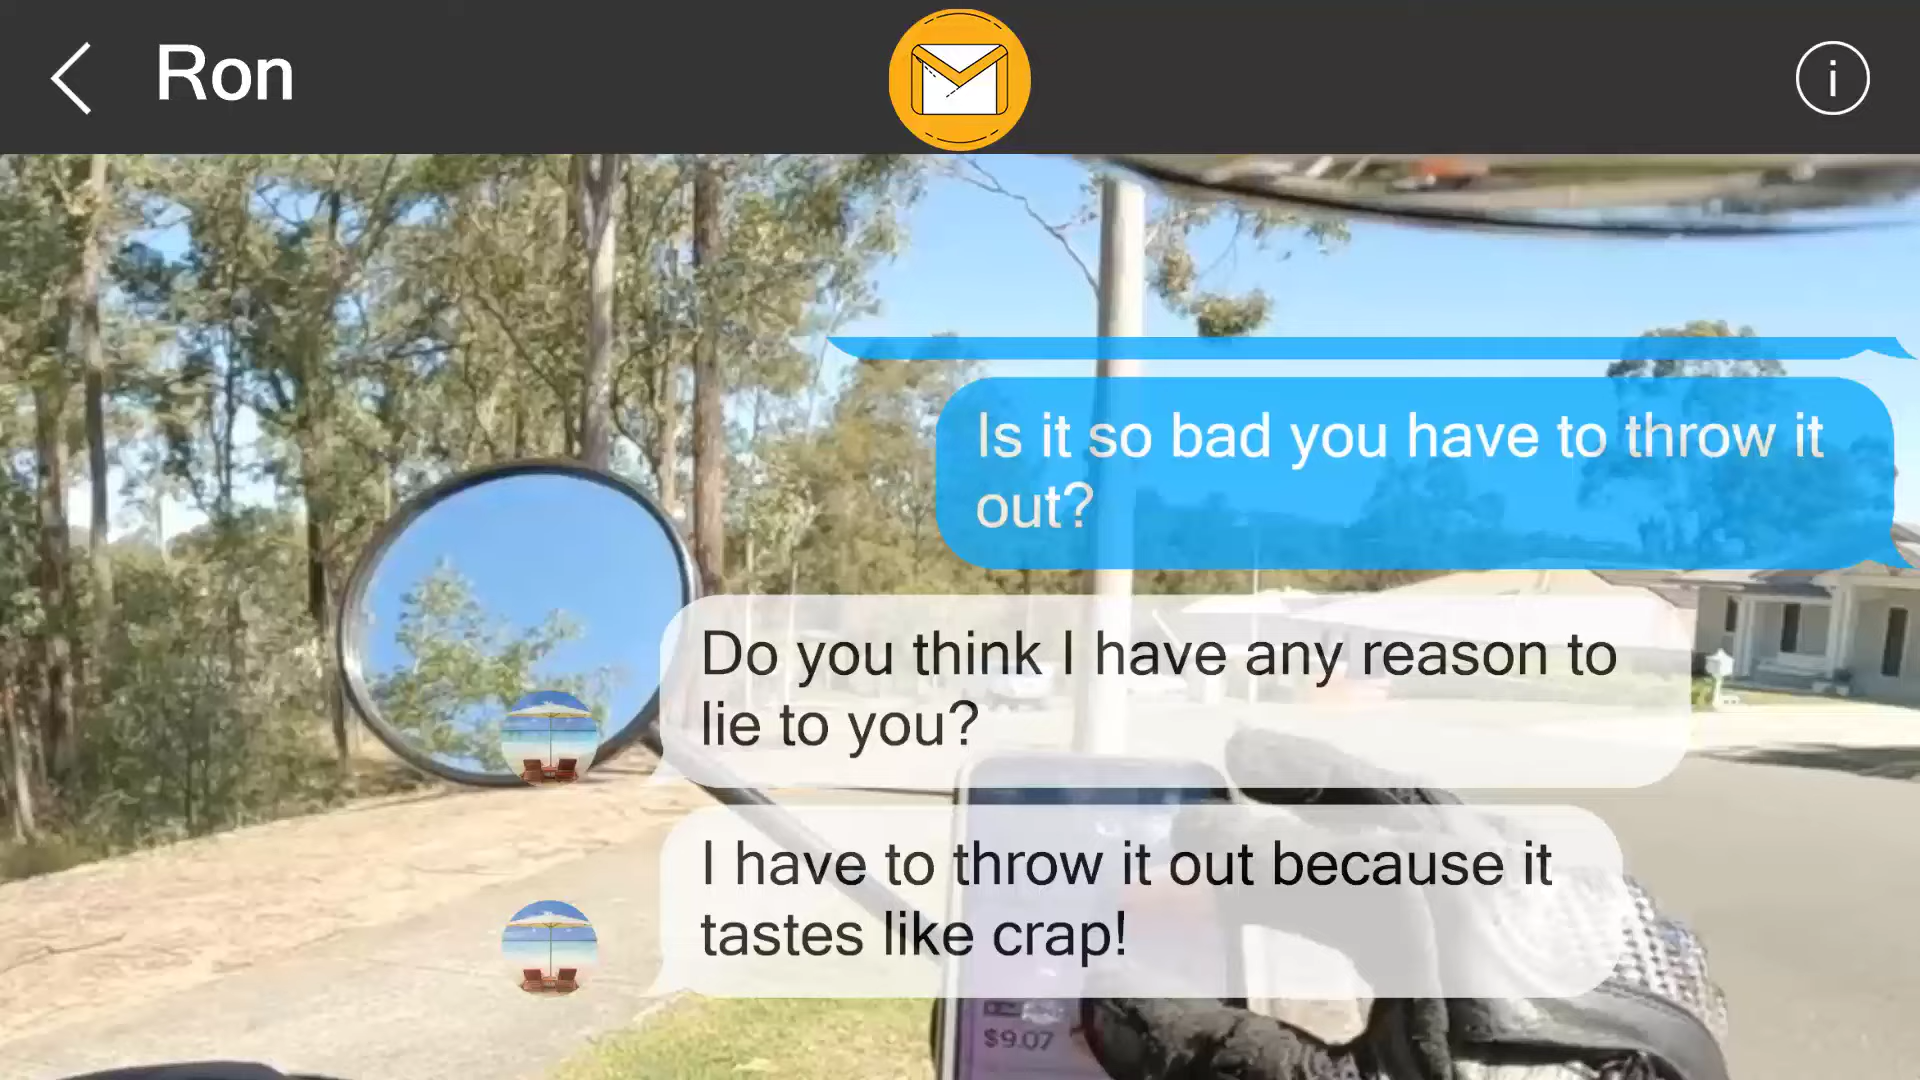 Ron
Is it so bad you have to throw it
out?
Do you think I have any reason to
lie to you?
I have to throw it out because it
tastes like crap!
$9.07